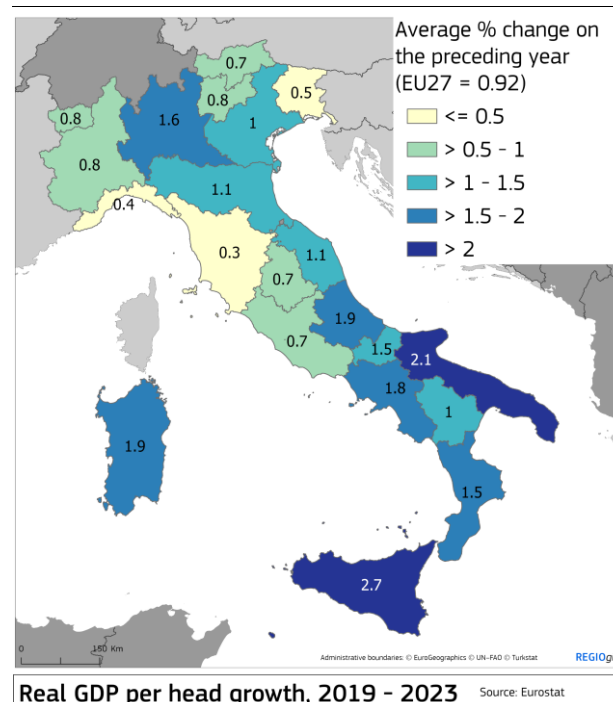 Average % change on
the preceding year
(EU27 = 0.92)
<= 0.5
> 0.5 - 1
> 1 - 1.5
> 1.5 - 2
> 2
0.7
0.8
0.5
0.8
1.6
1
0.8
1.1
0.4
0.3
1.1
0.7
1.9
0.7
1.5
2.1
1.8
1
1.9
1.5
2.7
0 150 Km
Administrative boundaries: © EuroGeographics © UN-FAO © Turkstat
REGIOg
Real GDP per head growth, 2019 - 2023
Source: Eurostat